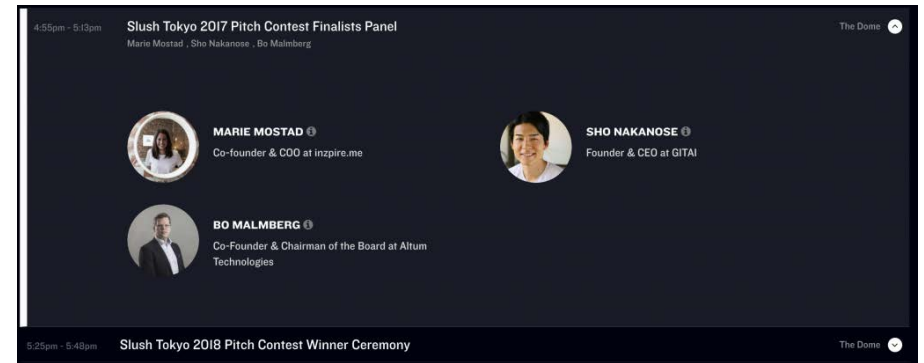 4:55pm - 5:13pm Slush Tokyo 2017 Pitch Contest Finalists Panel The Dome
Marie Mostad , Sho Nakanose , Bo Malmberg
MARIE MOSTAD
Co-founder & COO at inzpire.me
SHO NAKANOSE
Founder & CEO at GITAI
BO MALMBERG
Co-Founder & Chairman of the Board at Altum
Technologies
5:25pm - 5:48pm Slush Tokyo 2018 Pitch Contest Winner Ceremony The Dome